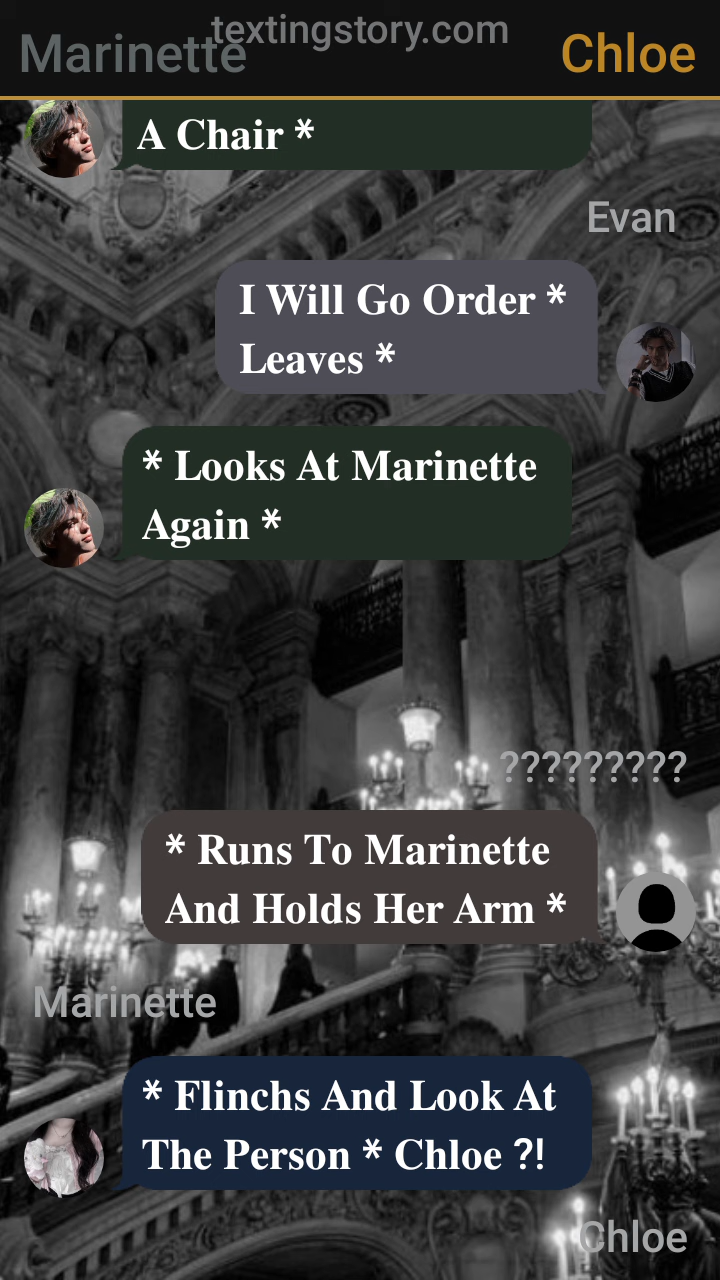 textingstory.com
Marinette
Chloe
A Chair *
Evan
I Will Go Order *
Leaves *
* Looks At Marinette
Again *
?????????
* Runs To Marinette
And Holds Her Arm *
Marinette
* Flinchs And Look At
The Person * Chloe ?!
Chloe